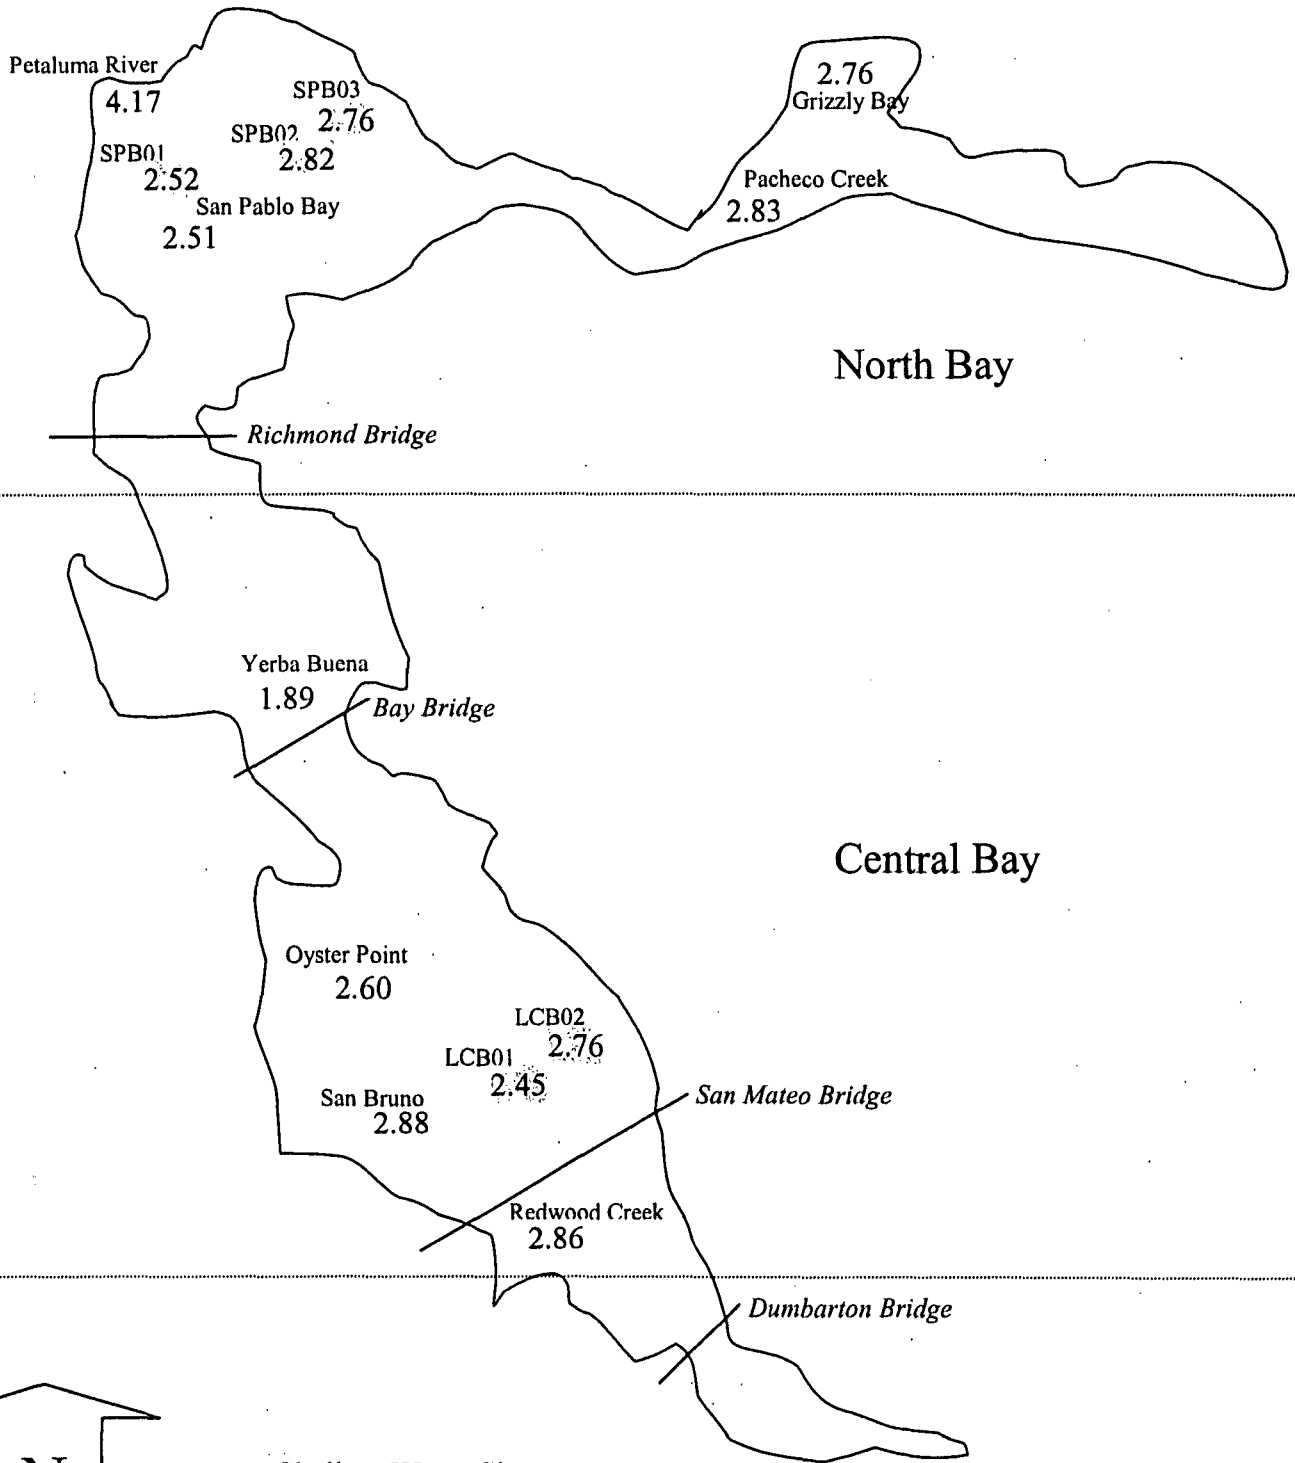 Petaluma River
4.17
SPB03
2.76
SPB02
2.82
SPB01
2.52
San Pablo Bay
2.51
2.76
Grizzly Bay
Pacheco Creek
2.83
North Bay
Richmond Bridge
Yerba Buena
1.89
Bay Bridge
Central Bay
Oyster Point
2.60
LCB02
2.76
LCB01
2.45
San Bruno
2.88
San Mateo Bridge
Redwood Creek
2.86
Dumbarton Bridge
N